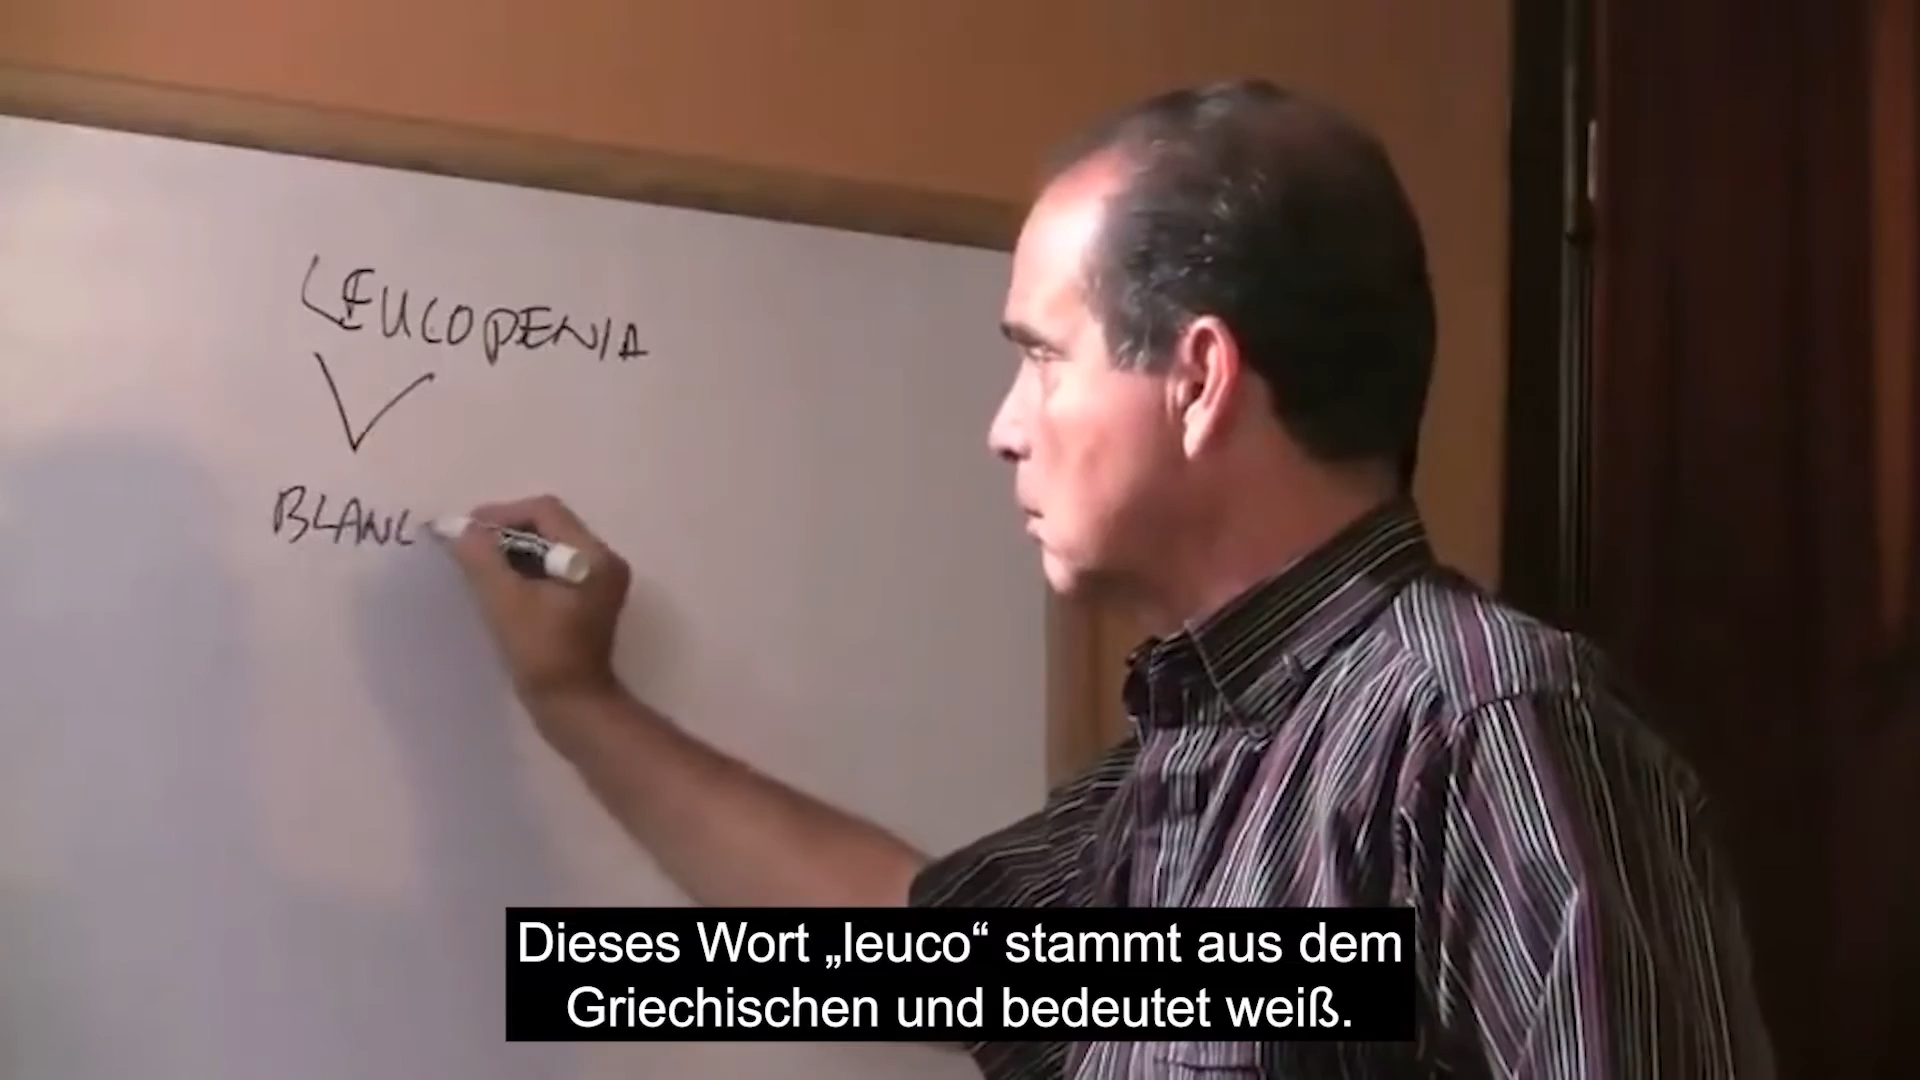 LEUCOPENIA
BLANC
Dieses Wort „leuco“ stammt aus dem
Griechischen und bedeutet weiß.